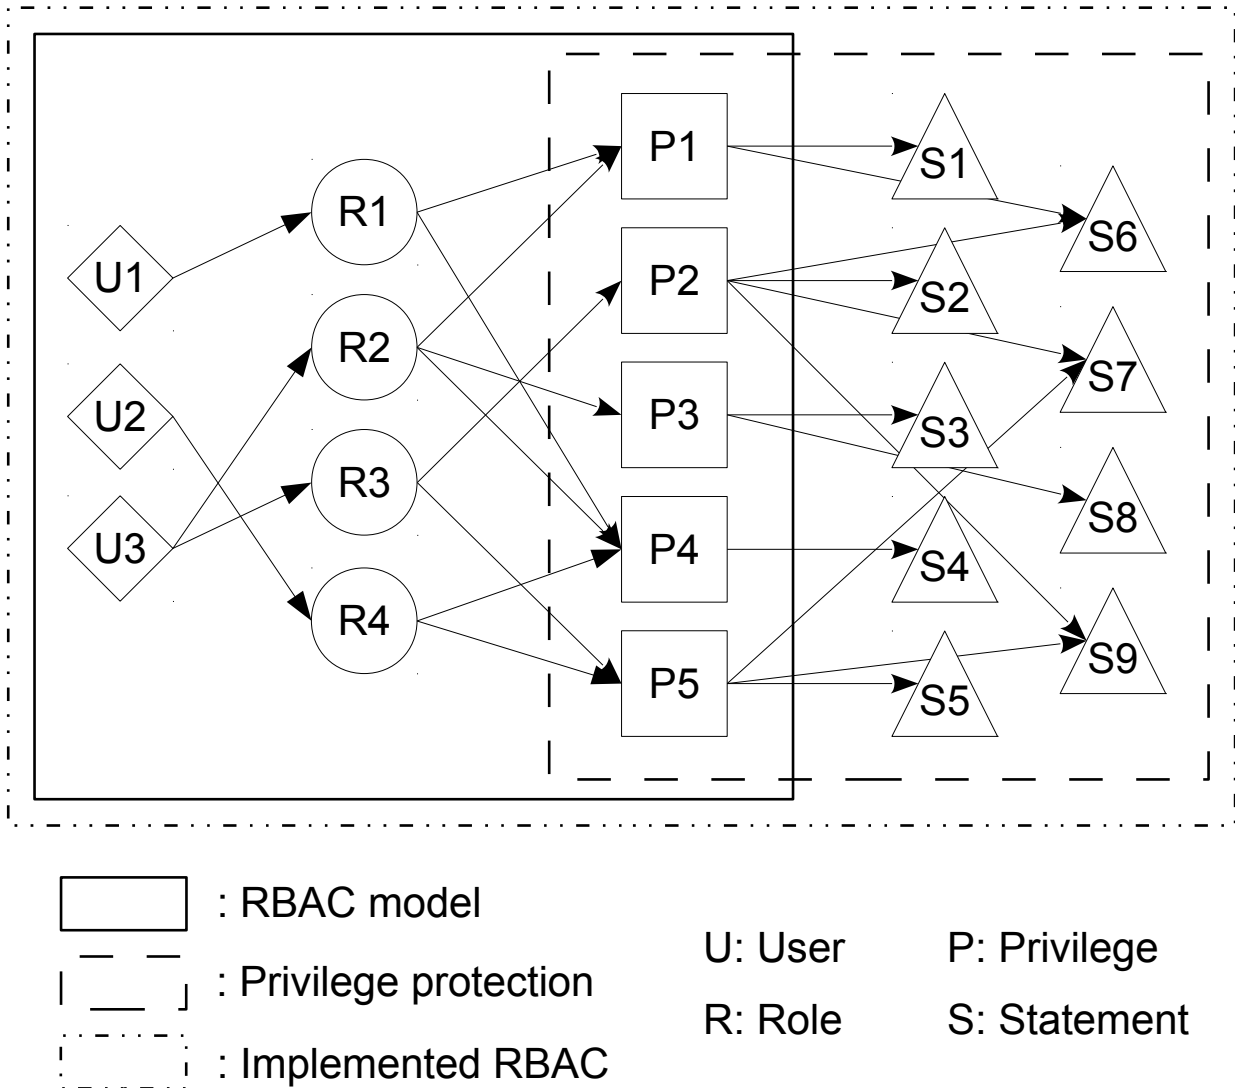 P1
S1
R1
S6
U1
P2
S2
R2
S7
U2
P3
S3
R3
S8
U3
P4
S4
R4
S9
P5
S5
: RBAC model
U: User
P: Privilege
: Privilege protection
R: Role
S: Statement
: Implemented RBAC